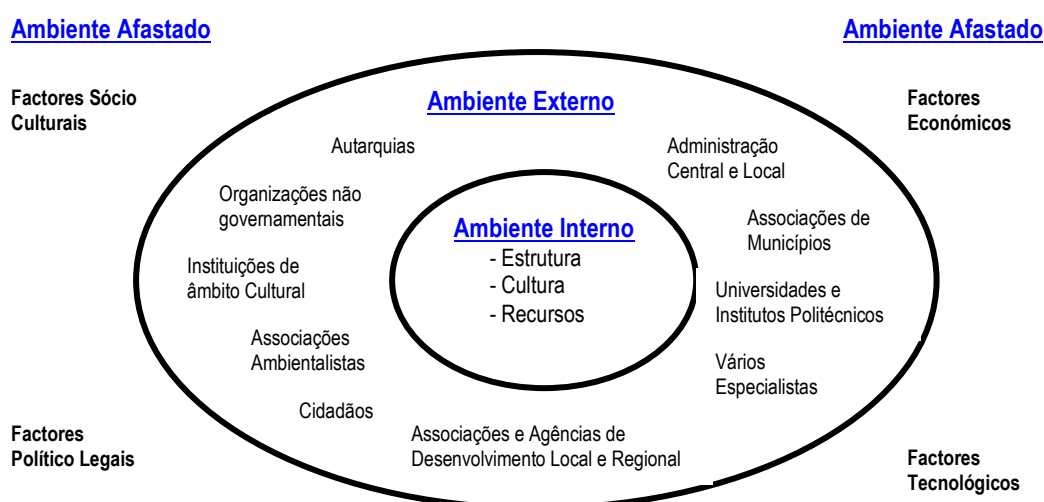 Ambiente Afastado
Ambiente Afastado
Factores Sócio
Culturais
Ambiente Externo
Factores
Económicos
Autarquias
Administração
Central e Local
Organizações não
governamentais
Ambiente Interno
- Estrutura
- Cultura
- Recursos
Associações de
Municípios
Instituições de
âmbito Cultural
Universidades e
Institutos Politécnicos
Associações
Ambientalistas
Vários
Especialistas
Cidadãos
Associações e Agências de
Desenvolvimento Local e Regional
Factores
Político Legais
Factores
Tecnológicos